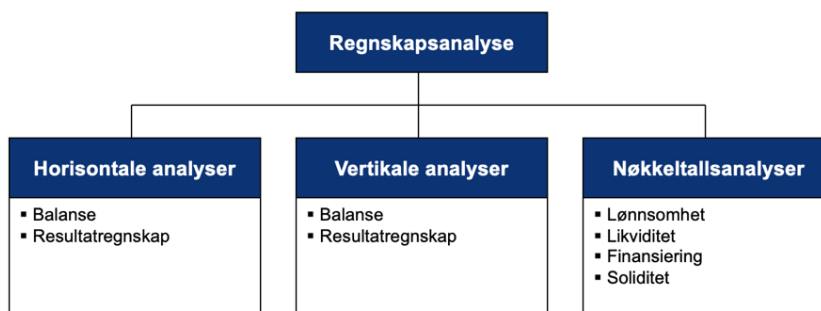 Regnskapsanalyse
Horisontale analyser
▪ Balanse
▪ Resultatregnskap
Vertikale analyser
▪ Balanse
▪ Resultatregnskap
Nøkkeltallsanalyser
▪ Lønnsomhet
▪ Likviditet
▪ Finansiering
▪ Soliditet